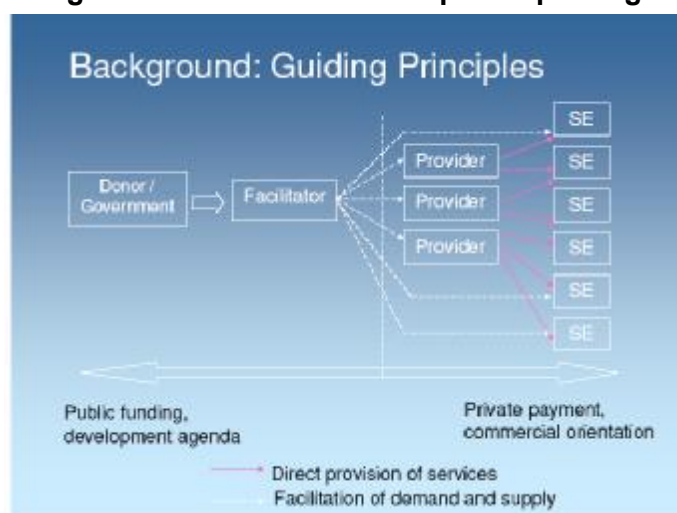 Background: Guiding Principles
SE
Provider
SE
Donor /
Government
Facilitator
Provider
SE
Provider
SE
SE
SE
Public funding,
development agenda
Private payment,
commercial orientation
Direct provision of services
Facilitation of demand and supply